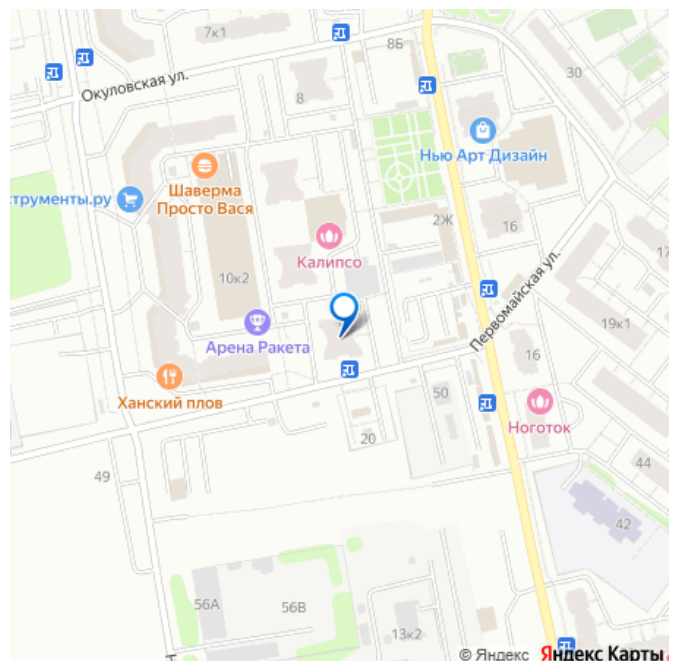 7к1
8Б
30
Окуловская ул.
8
Нью Арт Дизайн
Шаверма
Просто Вася
струменты.ру
2Ж
16
17
Калипсо
10к2
Первомайская ул.
19к1
Арена Ракета
16
Ханский плов
50
Ноготок
20
44
49
42
56А
56В
13к2
© Яндекс Яндекс Карты